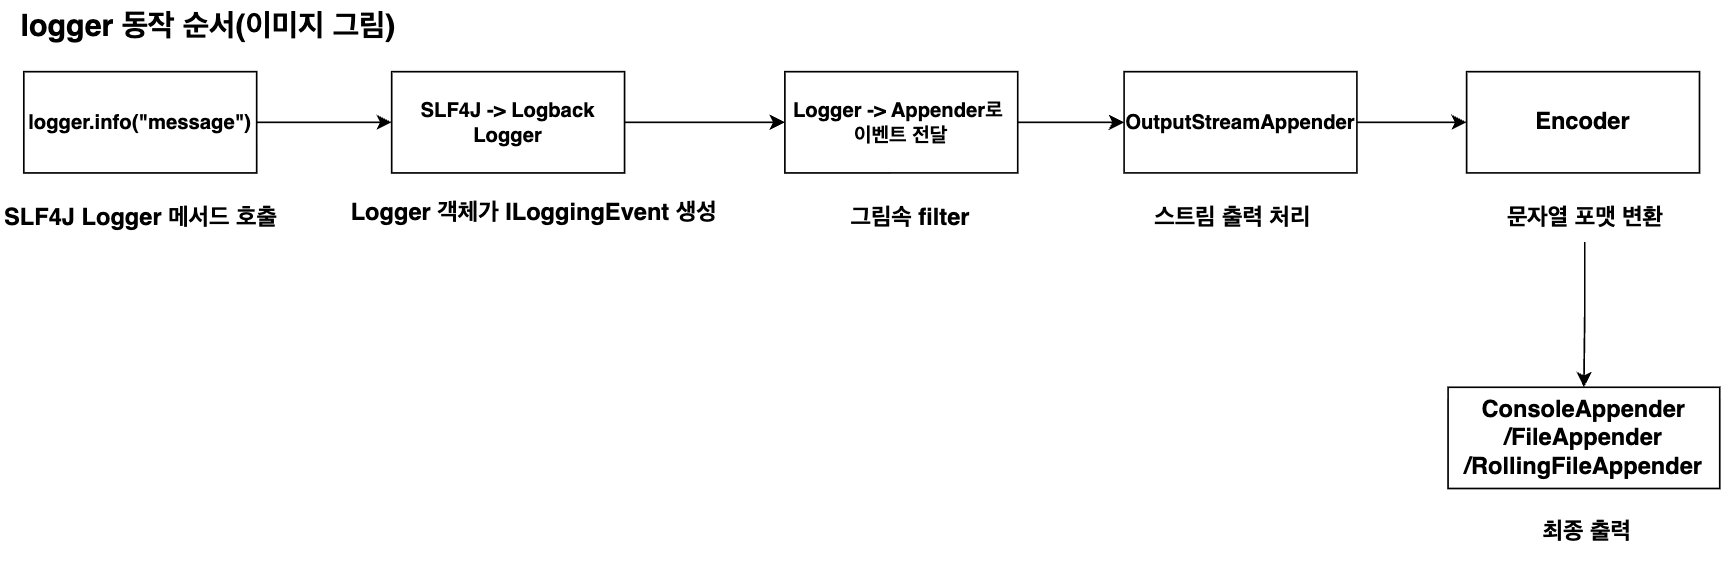 logger 동작 순서(이미지 그림)
logger.info("message")
SLF4J Logger 메서드 호출
SLF4J -> Logback
Logger
Logger 객체가 ILoggingEvent 생성
Logger -> Appender로
이벤트 전달
그림속 filter
OutputStreamAppender
스트림 출력 처리
Encoder
문자열 포맷 변환
ConsoleAppender
/FileAppender
/RollingFileAppender
최종 출력